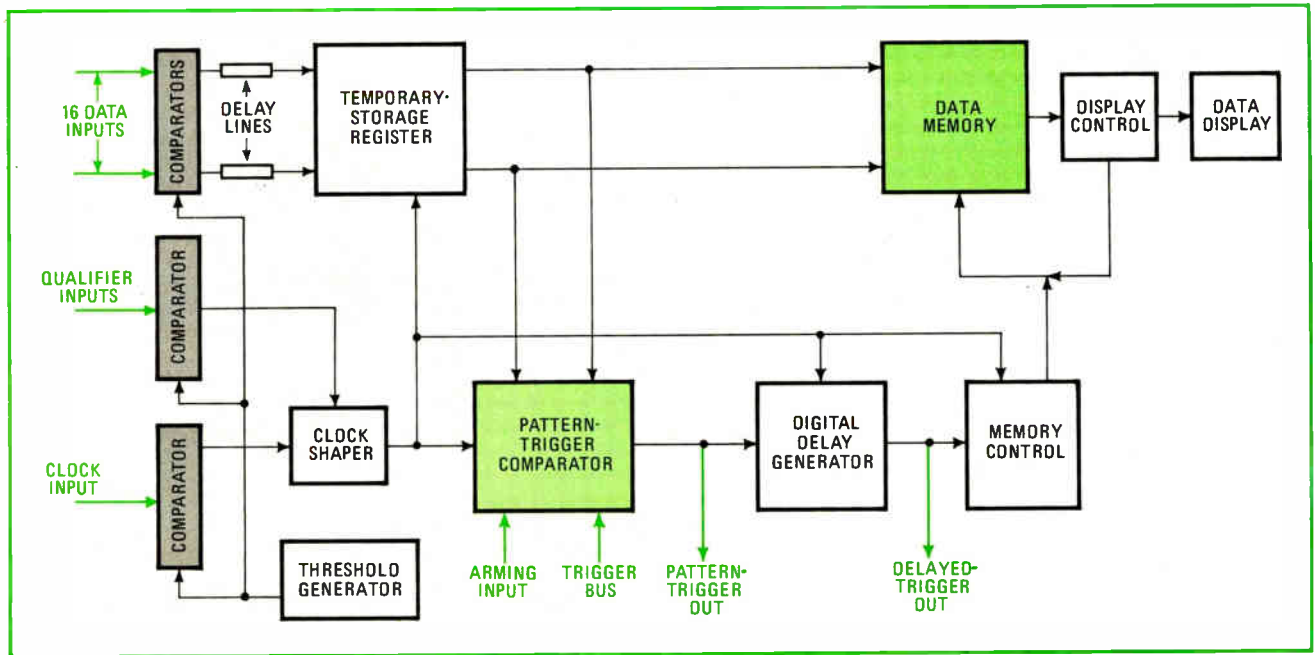 16 DATA
INPUTS
COMPARATORS
DELAY
LINES
TEMPORARY-
STORAGE
REGISTER
DATA
MEMORY
DISPLAY
CONTROL
DATA
DISPLAY
QUALIFIER
INPUTS
COMPARATOR
CLOCK
INPUT
COMPARATOR
CLOCK
SHAPER
PATTERN-
TRIGGER
COMPARATOR
DIGITAL
DELAY
GENERATOR
MEMORY
CONTROL
THRESHOLD
GENERATOR
ARMING
INPUT
TRIGGER
BUS
PATTERN-
TRIGGER
OUT
DELAYED-
TRIGGER
OUT